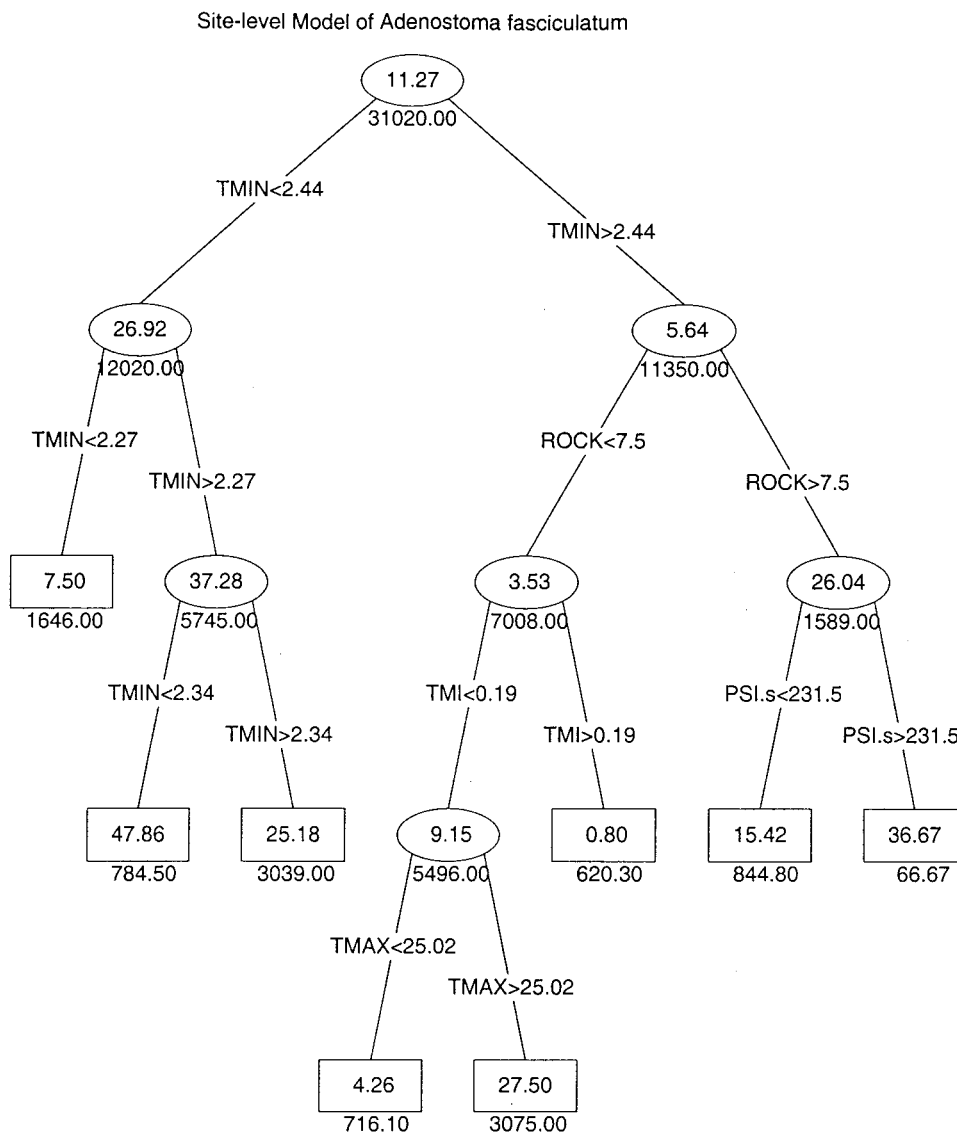 Site-level Model of Adenostoma fasciculatum
11.27
31020.00
TMIN<2.44
TMIN>2.44
26.92
12020.00
5.64
11350.00
TMIN<2.27
TMIN>2.27
ROCK<7.5
ROCK>7.5
7.50
1646.00
37.28
5745.00
3.53
7008.00
26.04
1589.00
TMIN<2.34
TMIN>2.34
TMI<0.19
TMI>0.19
PSI.s<231.5
PSI.s>231.5
47.86
784.50
25.18
3039.00
9.15
5496.00
0.80
620.30
15.42
844.80
36.67
66.67
TMAX<25.02
TMAX>25.02
4.26
716.10
27.50
3075.00